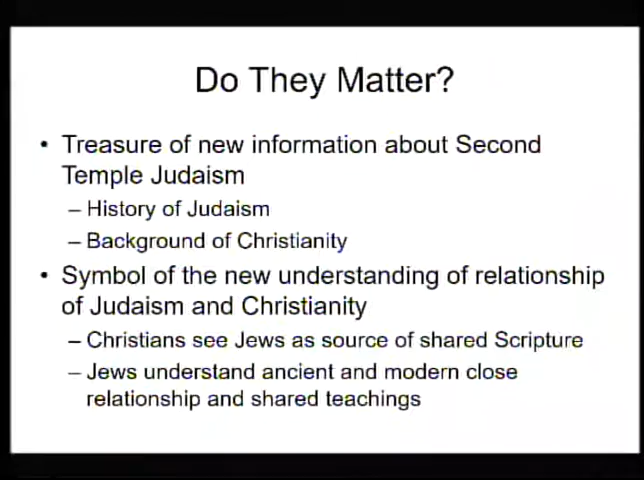 Do They Matter?
• Treasure of new information about Second
Temple Judaism
– History of Judaism
– Background of Christianity
• Symbol of the new understanding of relationship
of Judaism and Christianity
– Christians see Jews as source of shared Scripture
– Jews understand ancient and modern close
relationship and shared teachings